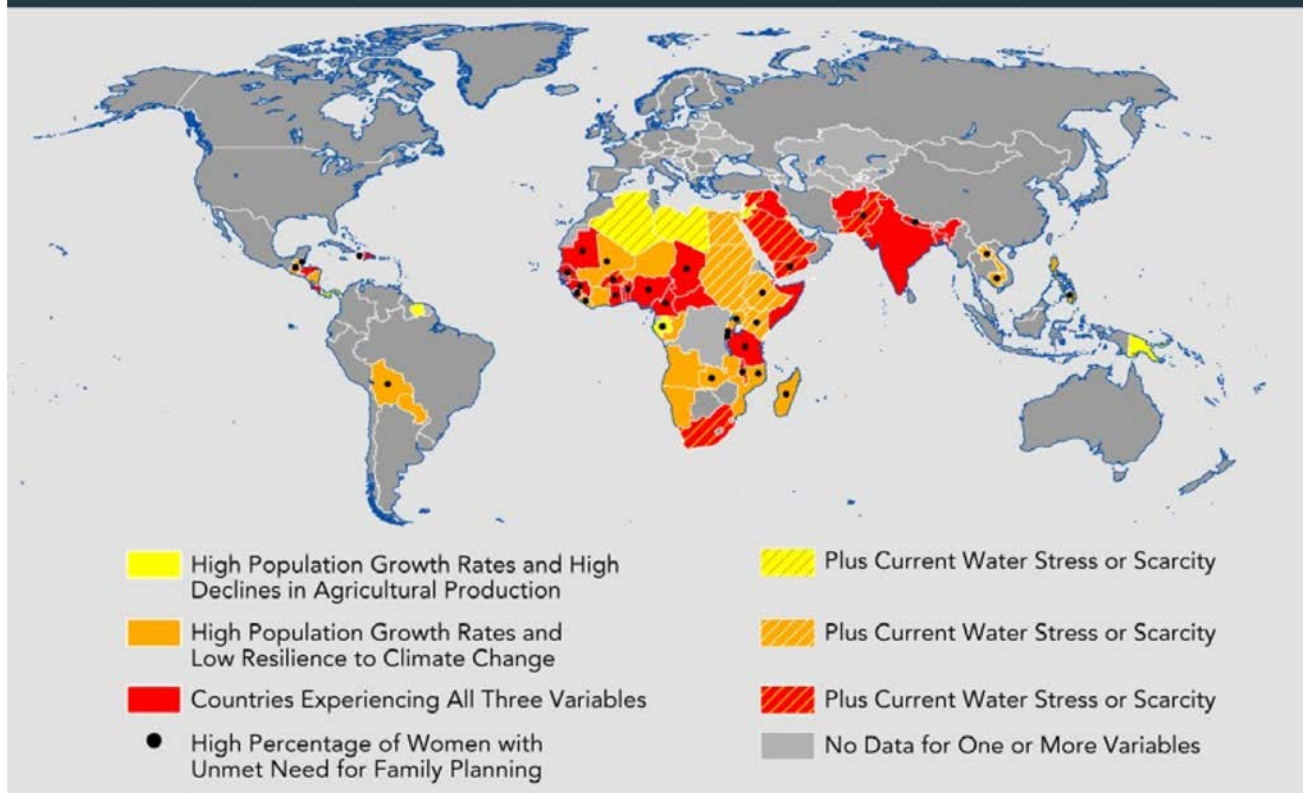 High Population Growth Rates and High
Declines in Agricultural Production
Plus Current Water Stress or Scarcity
High Population Growth Rates and
Low Resilience to Climate Change
Plus Current Water Stress or Scarcity
Countries Experiencing All Three Variables
Plus Current Water Stress or Scarcity
High Percentage of Women with
Unmet Need for Family Planning
No Data for One or More Variables